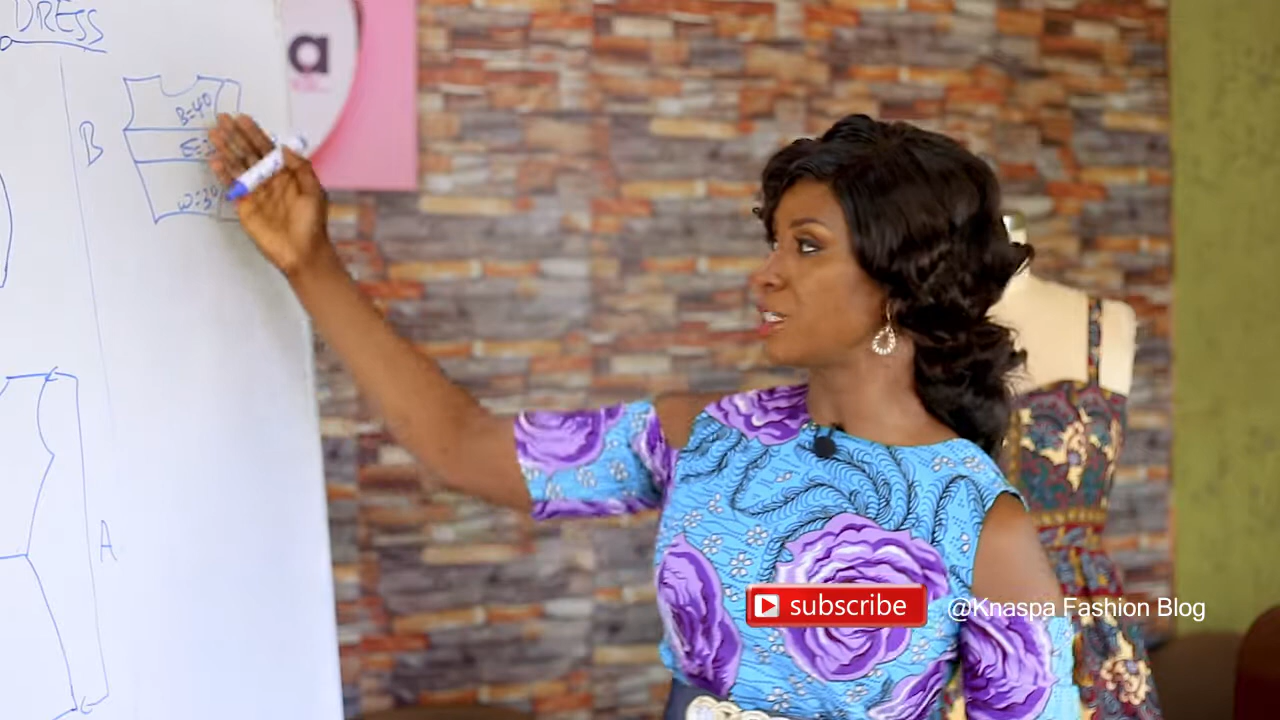 DRESS
a
B
B=40
W=30
A
subscribe
@Knaspa Fashion Blog